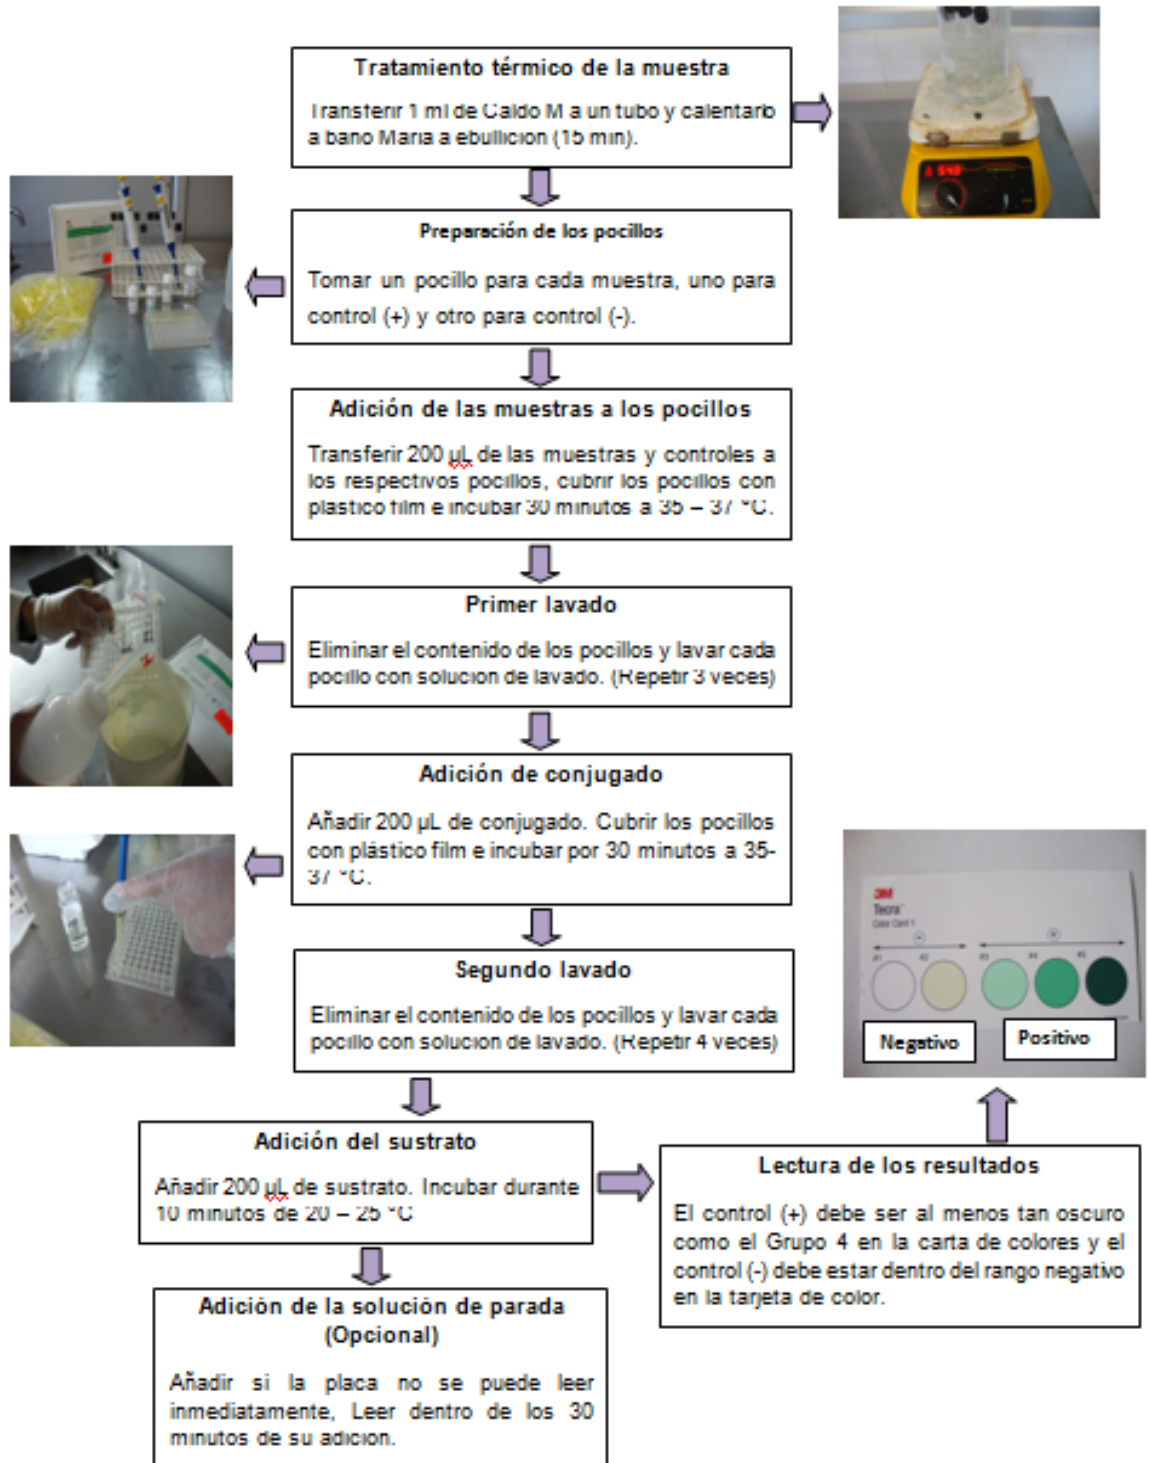 Tratamiento térmico de la muestra
Transferir 1 ml de Caldo M a un tubo y calentarlo
a baño María a ebullición (15 min).
Preparación de los pocillos
Tomar un pocillo para cada muestra, uno para
control (+) y otro para control (-).
Adición de las muestras a los pocillos
Transferir 200 µL de las muestras y controles a
los respectivos pocillos, cubrir los pocillos con
plástico film e incubar 30 minutos a 35 – 37 °C.
Primer lavado
Eliminar el contenido de los pocillos y lavar cada
pocillo con solución de lavado. (Repetir 3 veces)
Adición de conjugado
Añadir 200 µL de conjugado. Cubrir los pocillos
con plástico film e incubar por 30 minutos a 35-
37 °C.
Segundo lavado
Eliminar el contenido de los pocillos y lavar cada
pocillo con solución de lavado. (Repetir 4 veces)
3M
Tecra
Color Card 1
#1 #2 #3 #4 #5
Negativo
Positivo
Adición del sustrato
Añadir 200 µL de sustrato. Incubar durante
10 minutos de 20 – 25 °C
Lectura de los resultados
El control (+) debe ser al menos tan oscuro
como el Grupo 4 en la carta de colores y el
control (-) debe estar dentro del rango negativo
en la tarjeta de color.
Adición de la solución de parada
(Opcional)
Añadir si la placa no se puede leer
inmediatamente, Leer dentro de los 30
minutos de su adición.